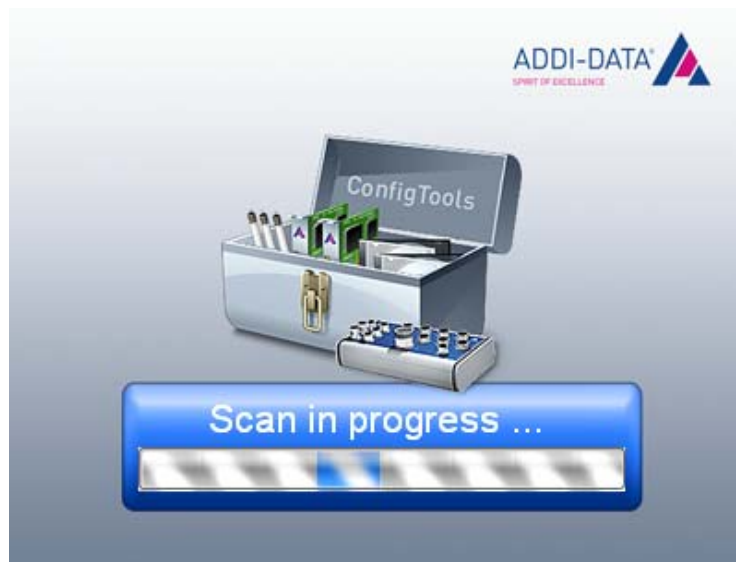 ADDI-DATA®
SPIRIT OF EXCELLENCE
ConfigTools
Scan in progress ...